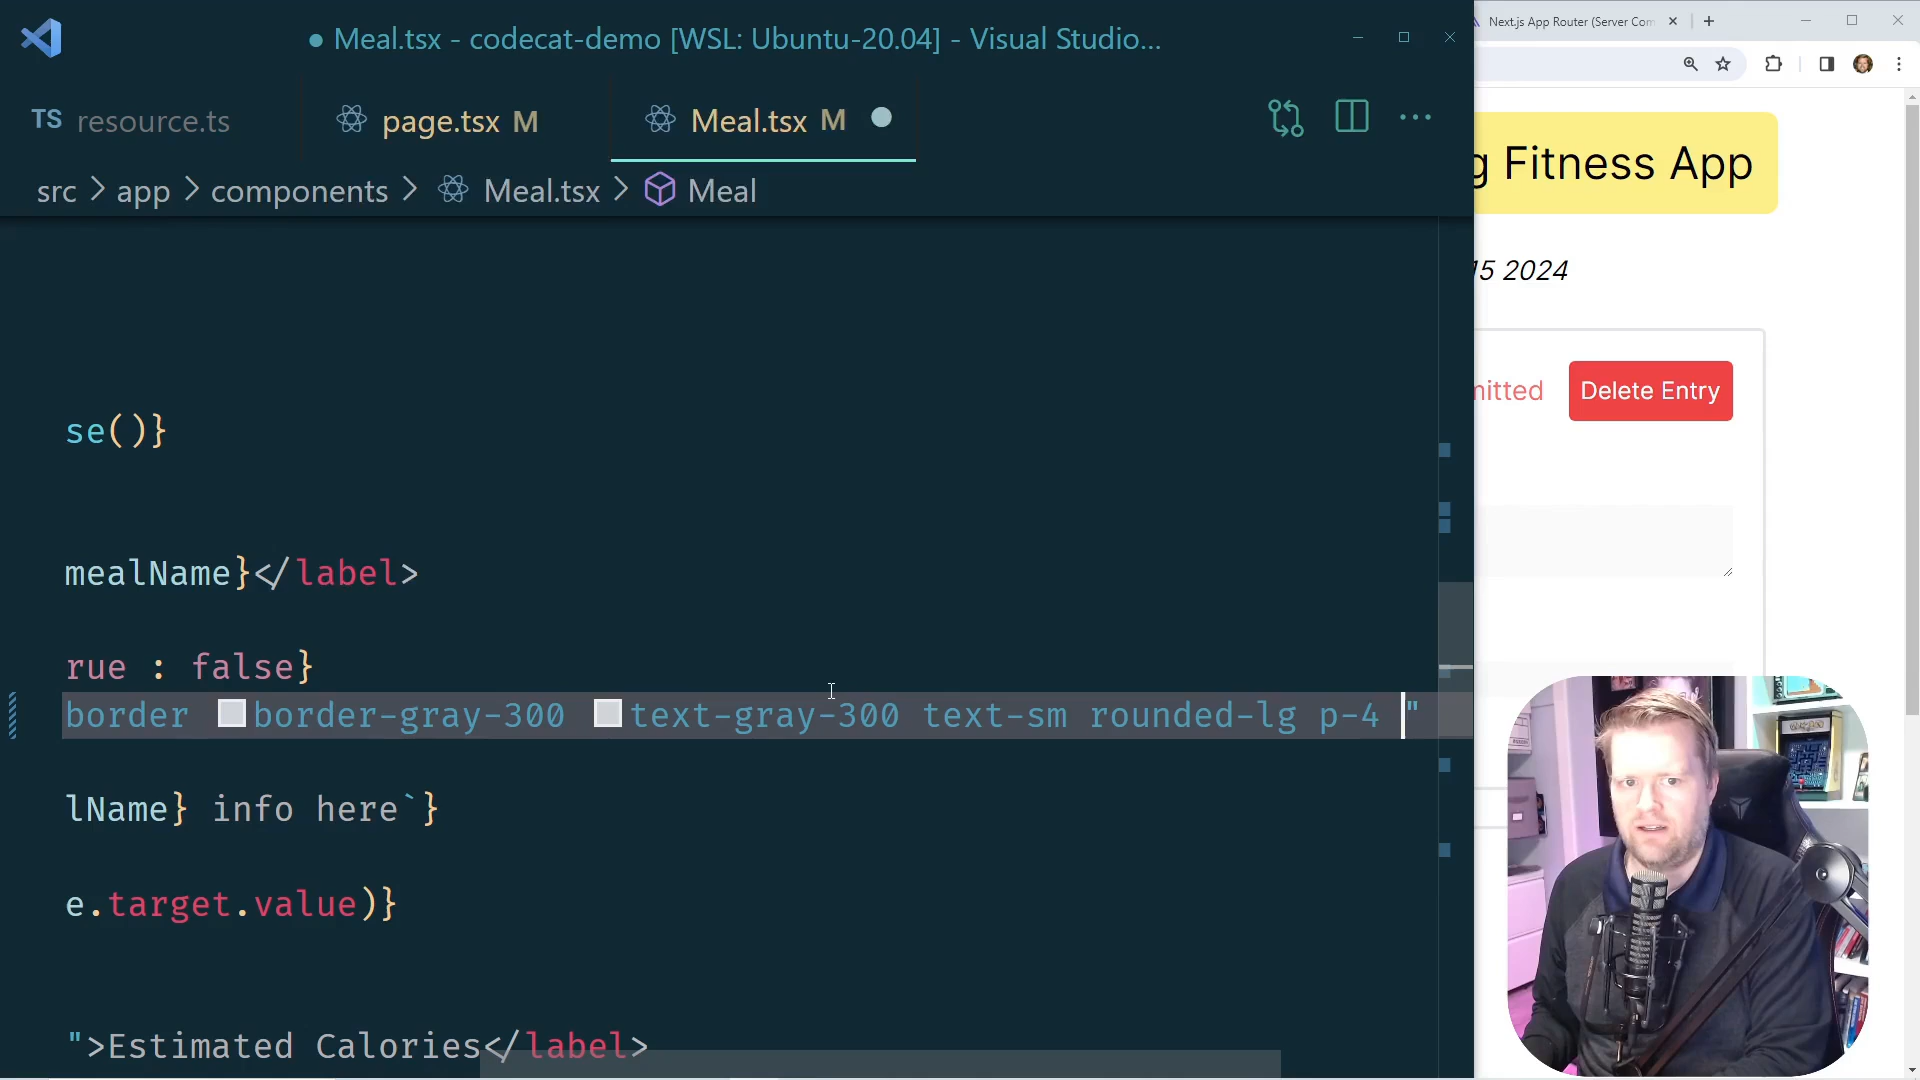 Meal.tsx - codecat-demo [WSL: Ubuntu-20.04] - Visual Studio...
TS resource.ts
page.tsx M
Meal.tsx M
src > app > components > Meal.tsx > Meal
se()}
mealName}</label>
rue : false}
border border-gray-300 text-gray-300 text-sm rounded-lg p-4 "
lName} info here`}
e.target.value)}
">Estimated Calories</label>
Next.js App Router (Server Com
g Fitness App
15 2024
mitted
Delete Entry